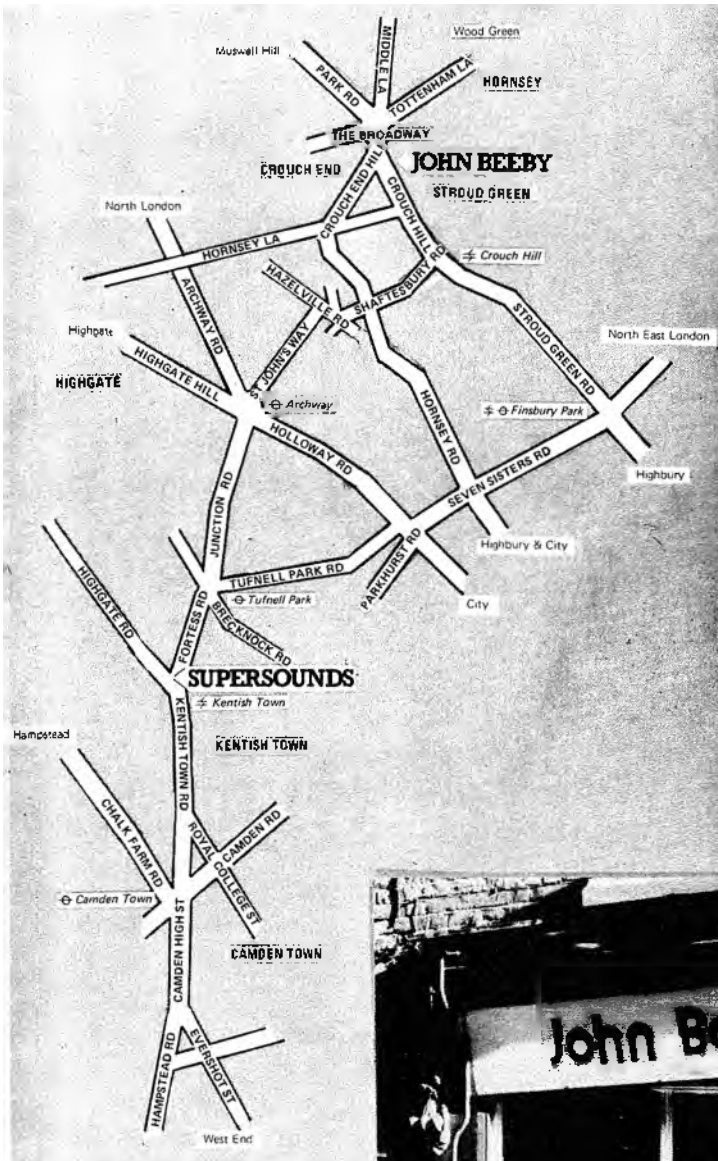 Wood Green
Muswell Hill
MIDDLE LA
PARK RD
TOTTENHAM LA
HORNSEY
THE BROADWAY
CROUCH END
JOHN BEEBY
STROUD GREEN
CROUCH END HILL
CROUCH HILL
North London
HORNSEY LA
Crouch Hill
ARCHWAY RD
HAZELVILLE RD
SHAFTESBURY RD
STROUD GREEN RD
Highgate
HIGHGATE HILL
HIGHGATE
ST JOHN'S WAY
North East London
Archway
HOLLOWAY RD
HORNSEY RD
Finsbury Park
SEVEN SISTERS RD
Highbury
JUNCTION RD
PARKHURST RD
Highbury & City
TUFNELL PARK RD
City
Tufnell Park
HIGHGATE RD
FORTESS RD
BRECKNOCK RD
SUPERSOUNDS
Kentish Town
KENTISH TOWN RD
KENTISH TOWN
Hampstead
CHALK FARM RD
ROYAL COLLEGE ST
CAMDEN RD
Camden Town
CAMDEN HIGH ST
CAMDEN TOWN
HAMPSTEAD RD
EVERSHOT ST
West End
John Be